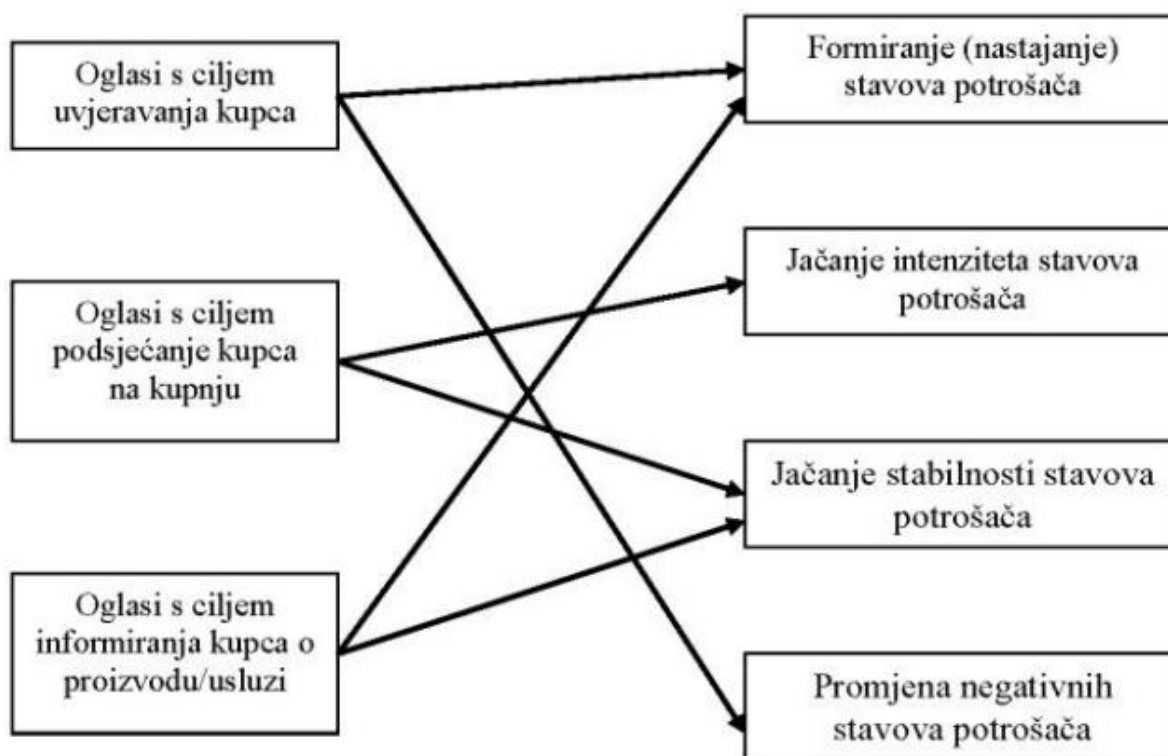 Oglasi s ciljem
uvjeravanja kupca
Oglasi s ciljem
podsjećanje kupca
na kupnju
Oglasi s ciljem
informiranja kupca o
proizvodu/usluzi
Formiranje (nastajanje)
stavova potrošača
Jačanje intenziteta stavova
potrošača
Jačanje stabilnosti stavova
potrošača
Promjena negativnih
stavova potrošača